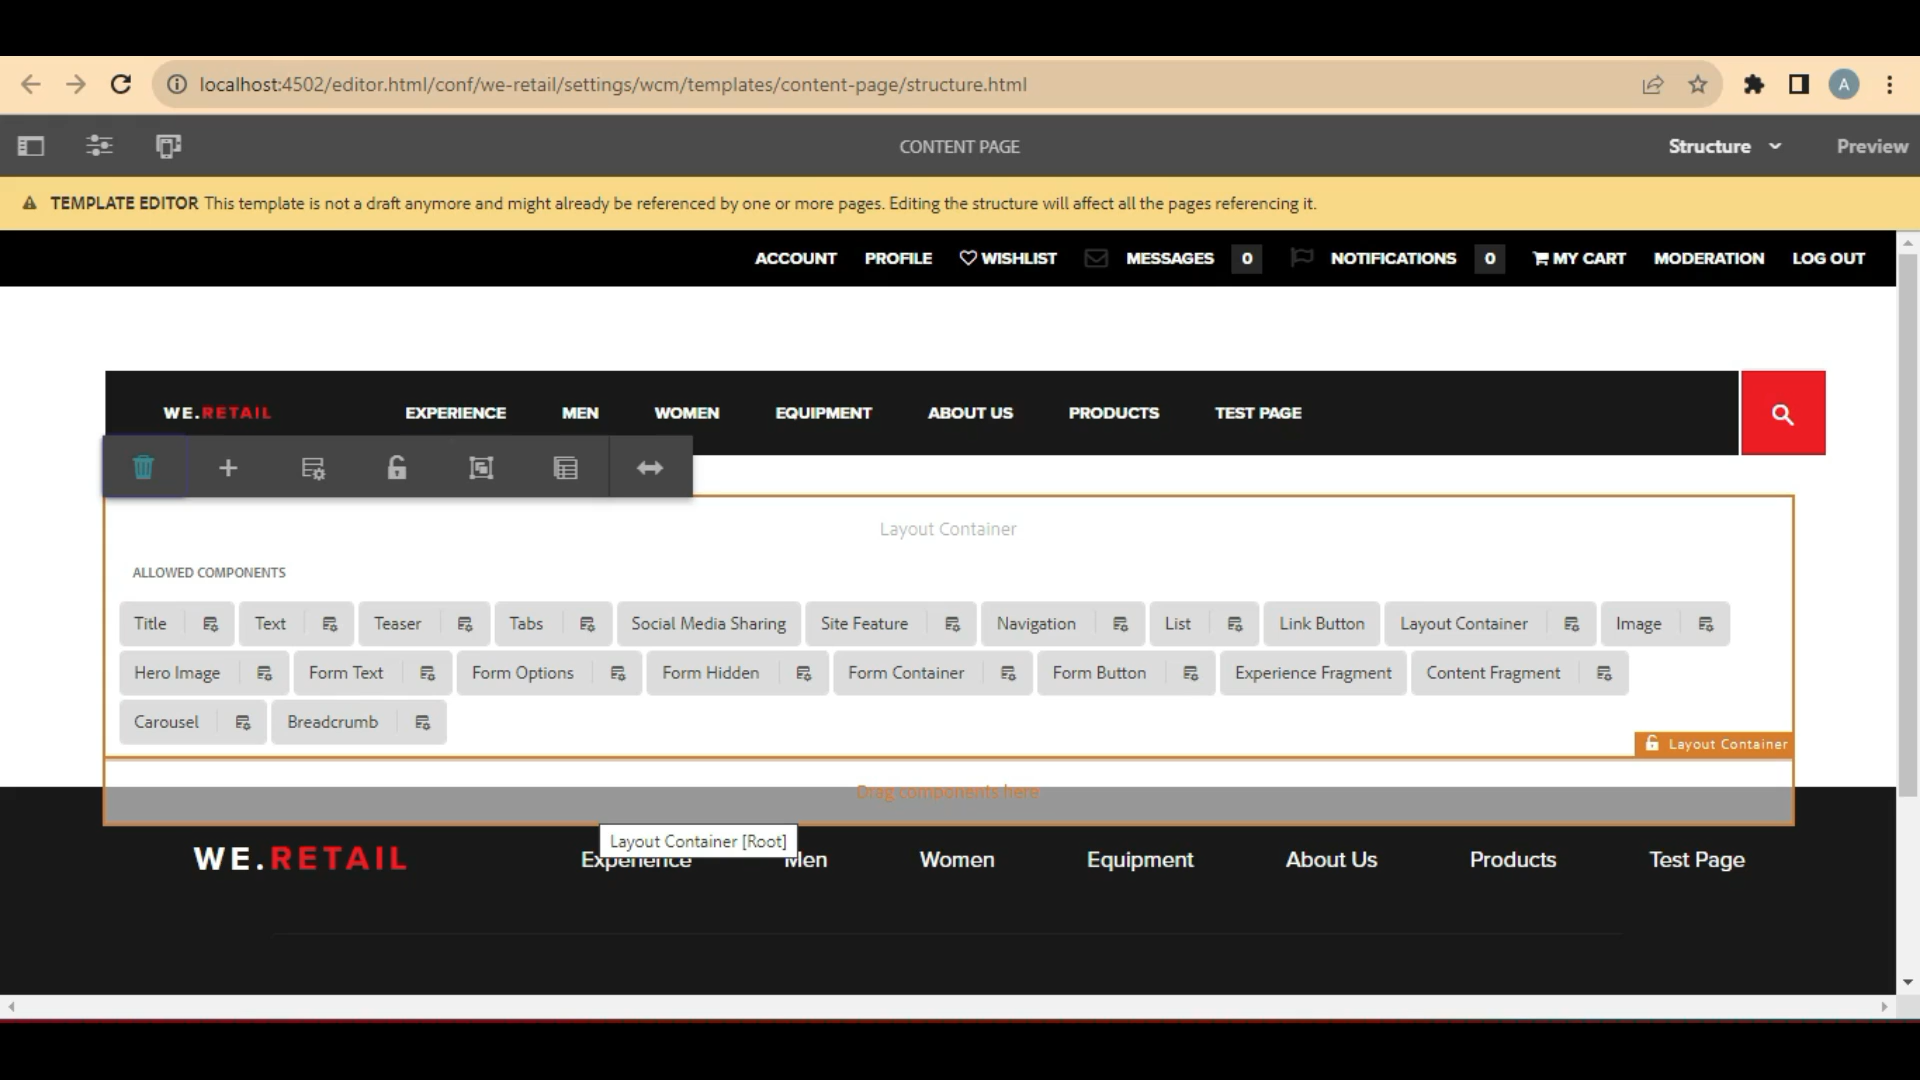 localhost:4502/editor.html/conf/we-retail/settings/wcm/templates/content-page/structure.html
A
CONTENT PAGE
Structure
Preview
TEMPLATE EDITOR This template is not a draft anymore and might already be referenced by one or more pages. Editing the structure will affect all the pages referencing it.
ACCOUNT PROFILE WISHLIST MESSAGES 0 NOTIFICATIONS 0 MY CART MODERATION LOG OUT
WE.RETAIL EXPERIENCE MEN WOMEN EQUIPMENT ABOUT US PRODUCTS TEST PAGE
Layout Container
ALLOWED COMPONENTS
Title Text Teaser Tabs Social Media Sharing Site Feature Navigation List Link Button Layout Container Image
Hero Image Form Text Form Options Form Hidden Form Container Form Button Experience Fragment Content Fragment
Carousel Breadcrumb
Layout Container
Drag components here
Layout Container [Root]
WE.RETAIL Experience Men Women Equipment About Us Products Test Page